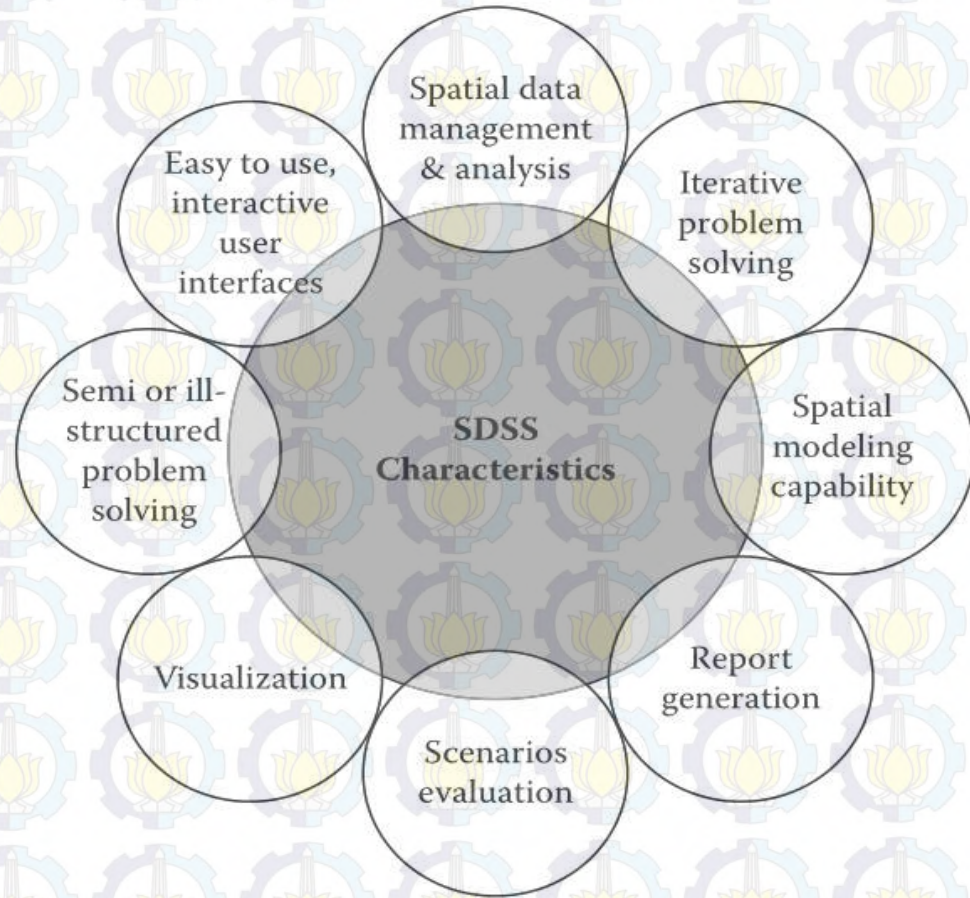 Spatial data
management
& analysis
Iterative
problem
solving
Spatial
modeling
capability
Report
generation
Scenarios
evaluation
Visualization
Semi or ill-
structured
problem
solving
Easy to use,
interactive
user
interfaces
SDSS
Characteristics